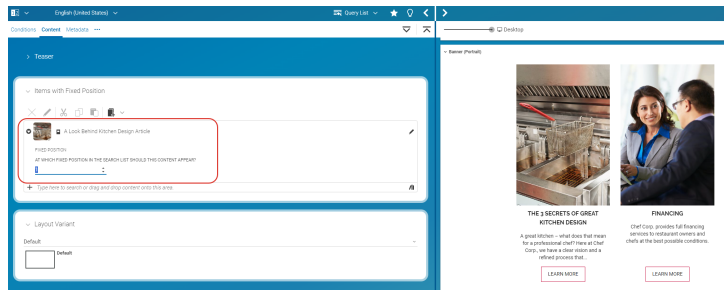 English (United States)
Query List
Conditions Content Metadata
Desktop
Teaser
Banner (Portrait)
Items with Fixed Position
A Look Behind Kitchen Design Article
FIXED POSITION
AT WHICH FIXED POSITION IN THE SEARCH LIST SHOULD THIS CONTENT APPEAR?
Type here to search or drag and drop content onto this area.
Layout Variant
Default
Default
THE 3 SECRETS OF GREAT
KITCHEN DESIGN
A great kitchen – what does that mean
for a professional chef? Here at Chef
Corp., we have a clear vision and a
refined process that...
LEARN MORE
FINANCING
Chef Corp. provides full financing
services to restaurant owners and
chefs at the best possible conditions.
LEARN MORE